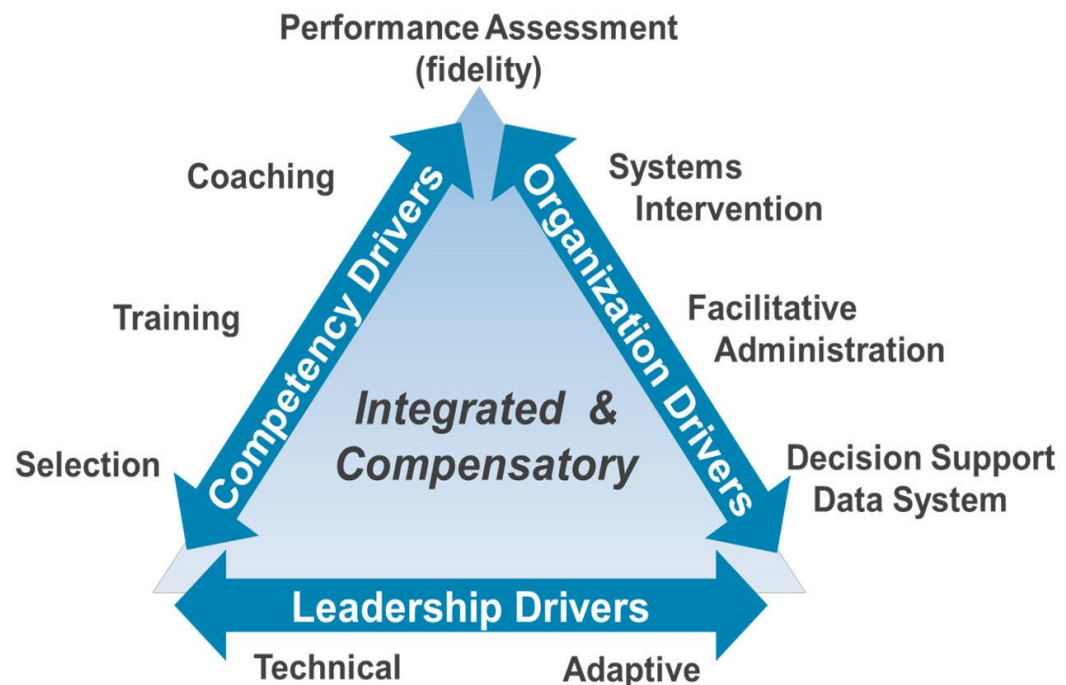 Performance Assessment
(fidelity)
Coaching
Training
Selection
Competency Drivers
Organization Drivers
Systems
Intervention
Facilitative
Administration
Decision Support
Data System
Integrated &
Compensatory
Leadership Drivers
Technical
Adaptive